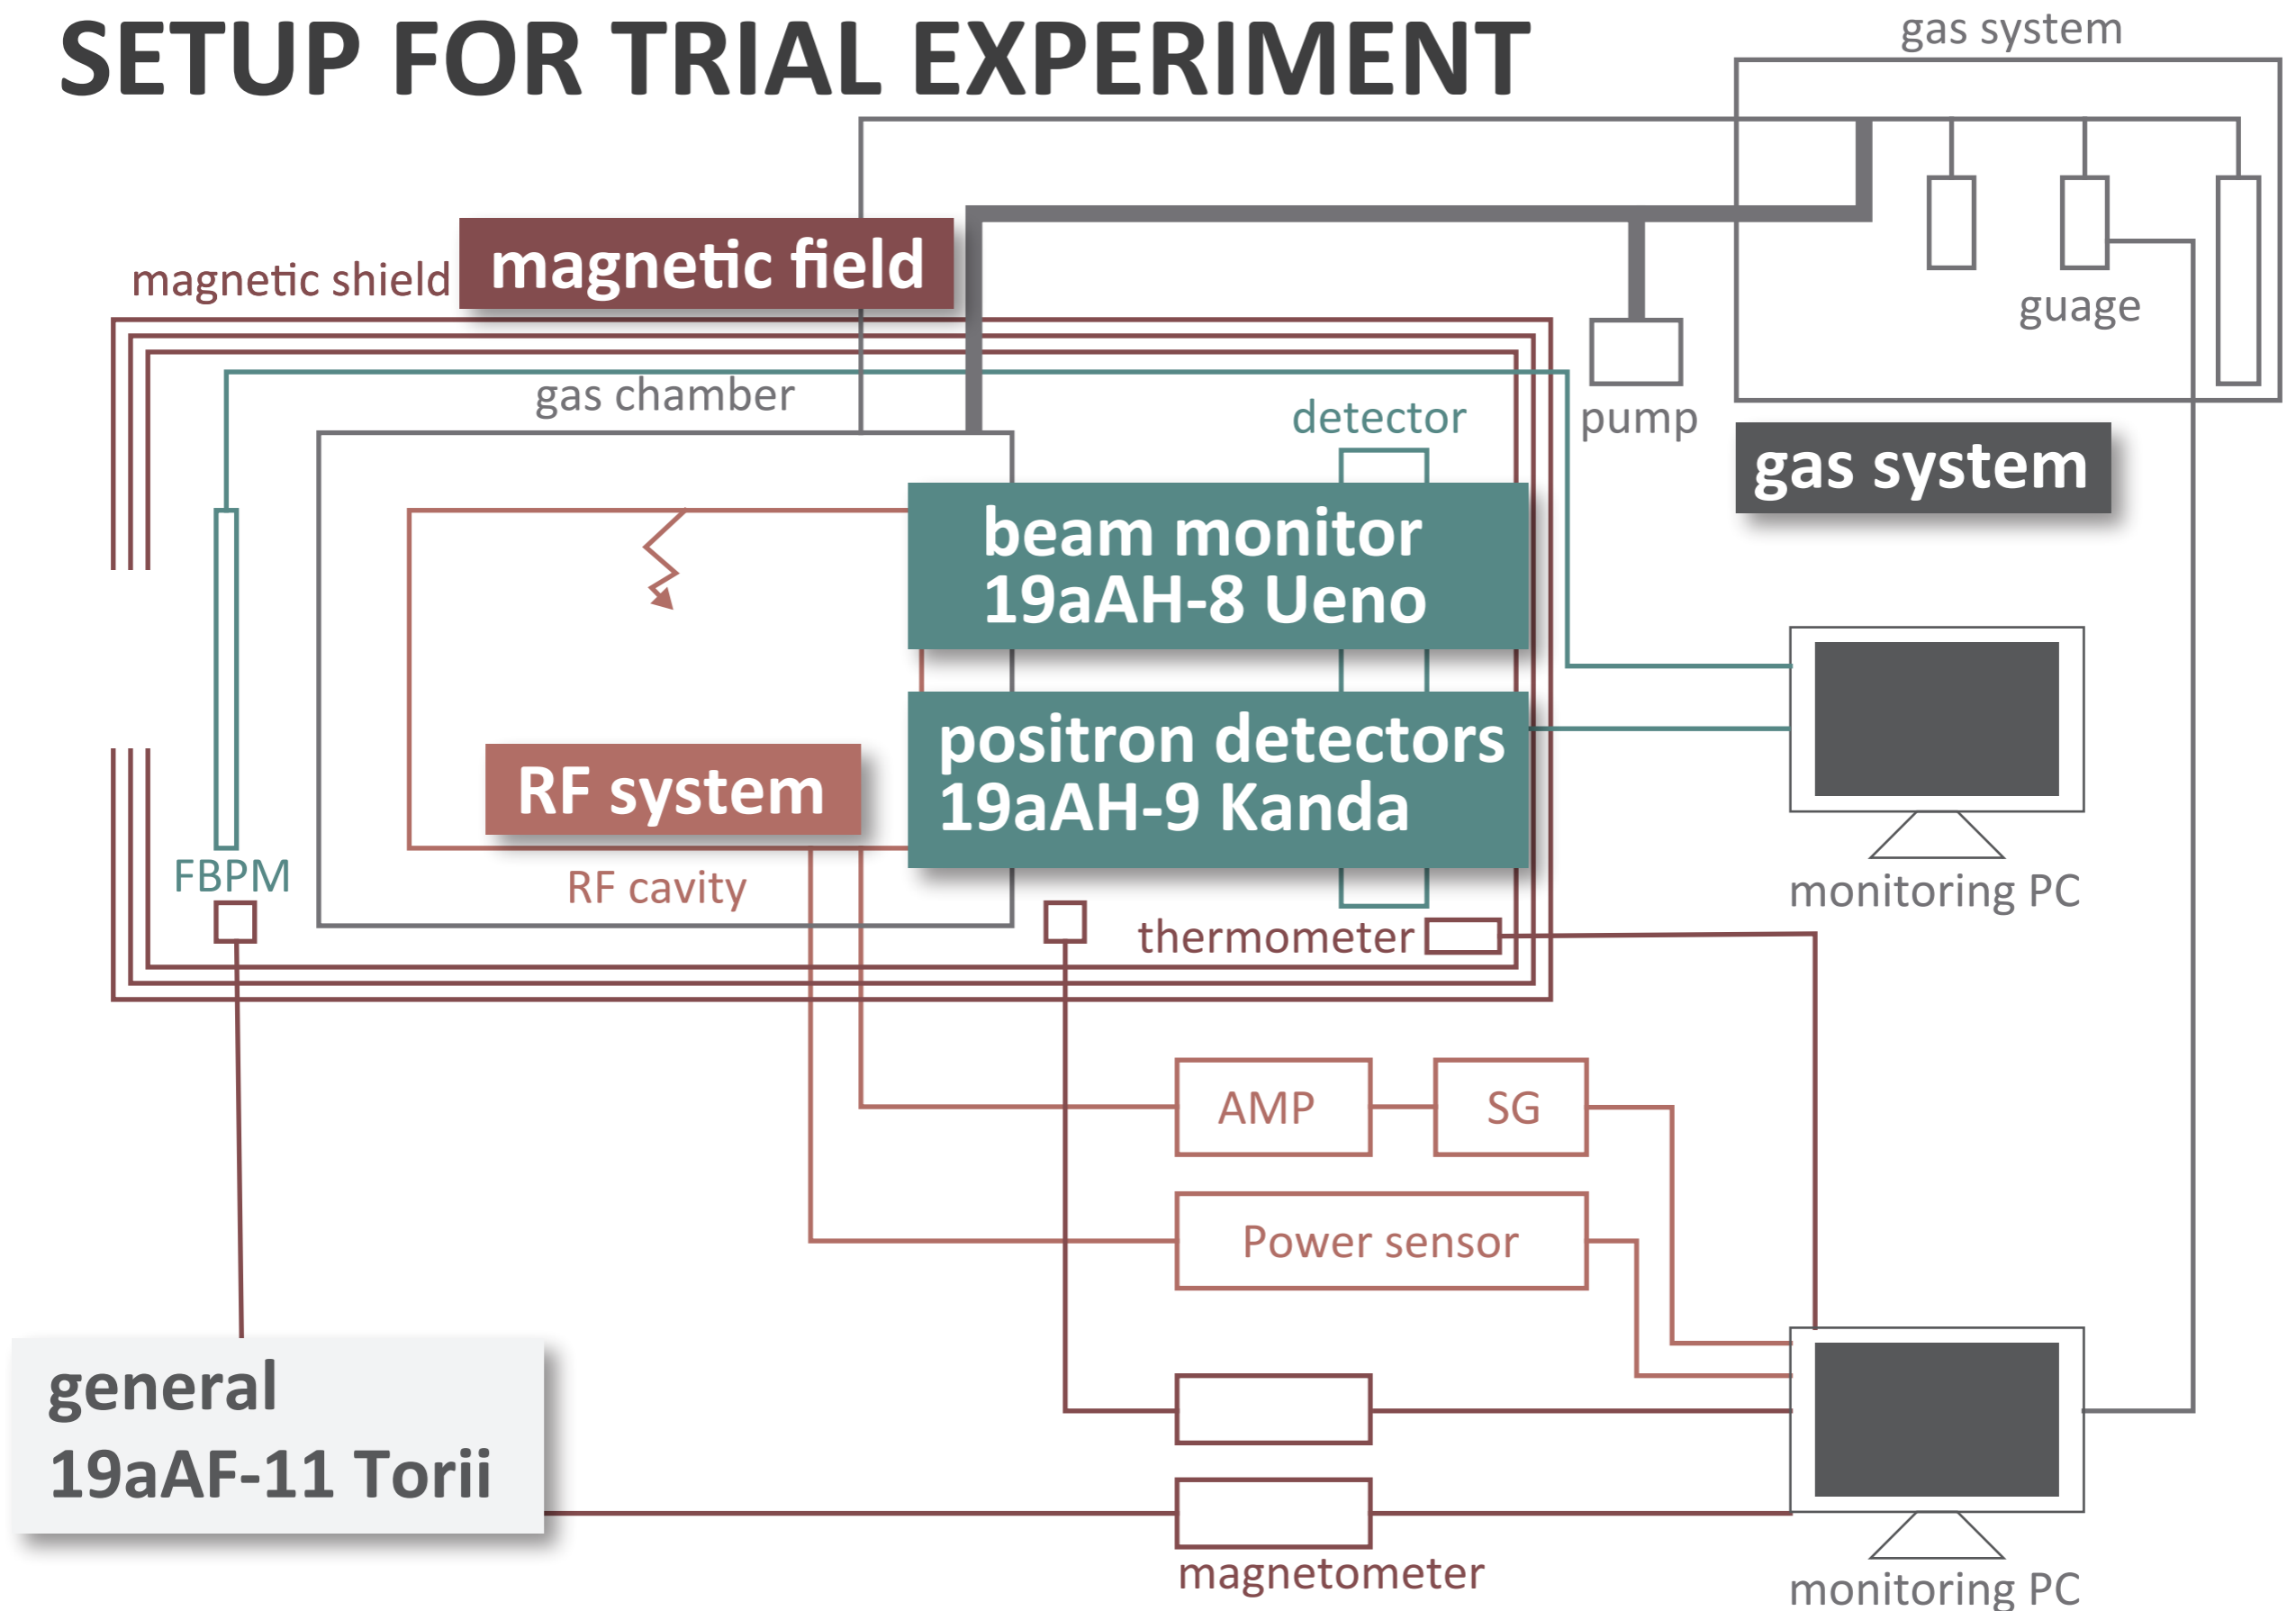 SETUP FOR TRIAL EXPERIMENT
gas system
magnetic shield
magnetic field
guage
gas chamber
detector
pump
gas system
beam monitor
19aAH-8 Ueno
positron detectors
19aAH-9 Kanda
RF system
FBPM
RF cavity
monitoring PC
thermometer
AMP
SG
Power sensor
general
19aAF-11 Torii
magnetometer
monitoring PC